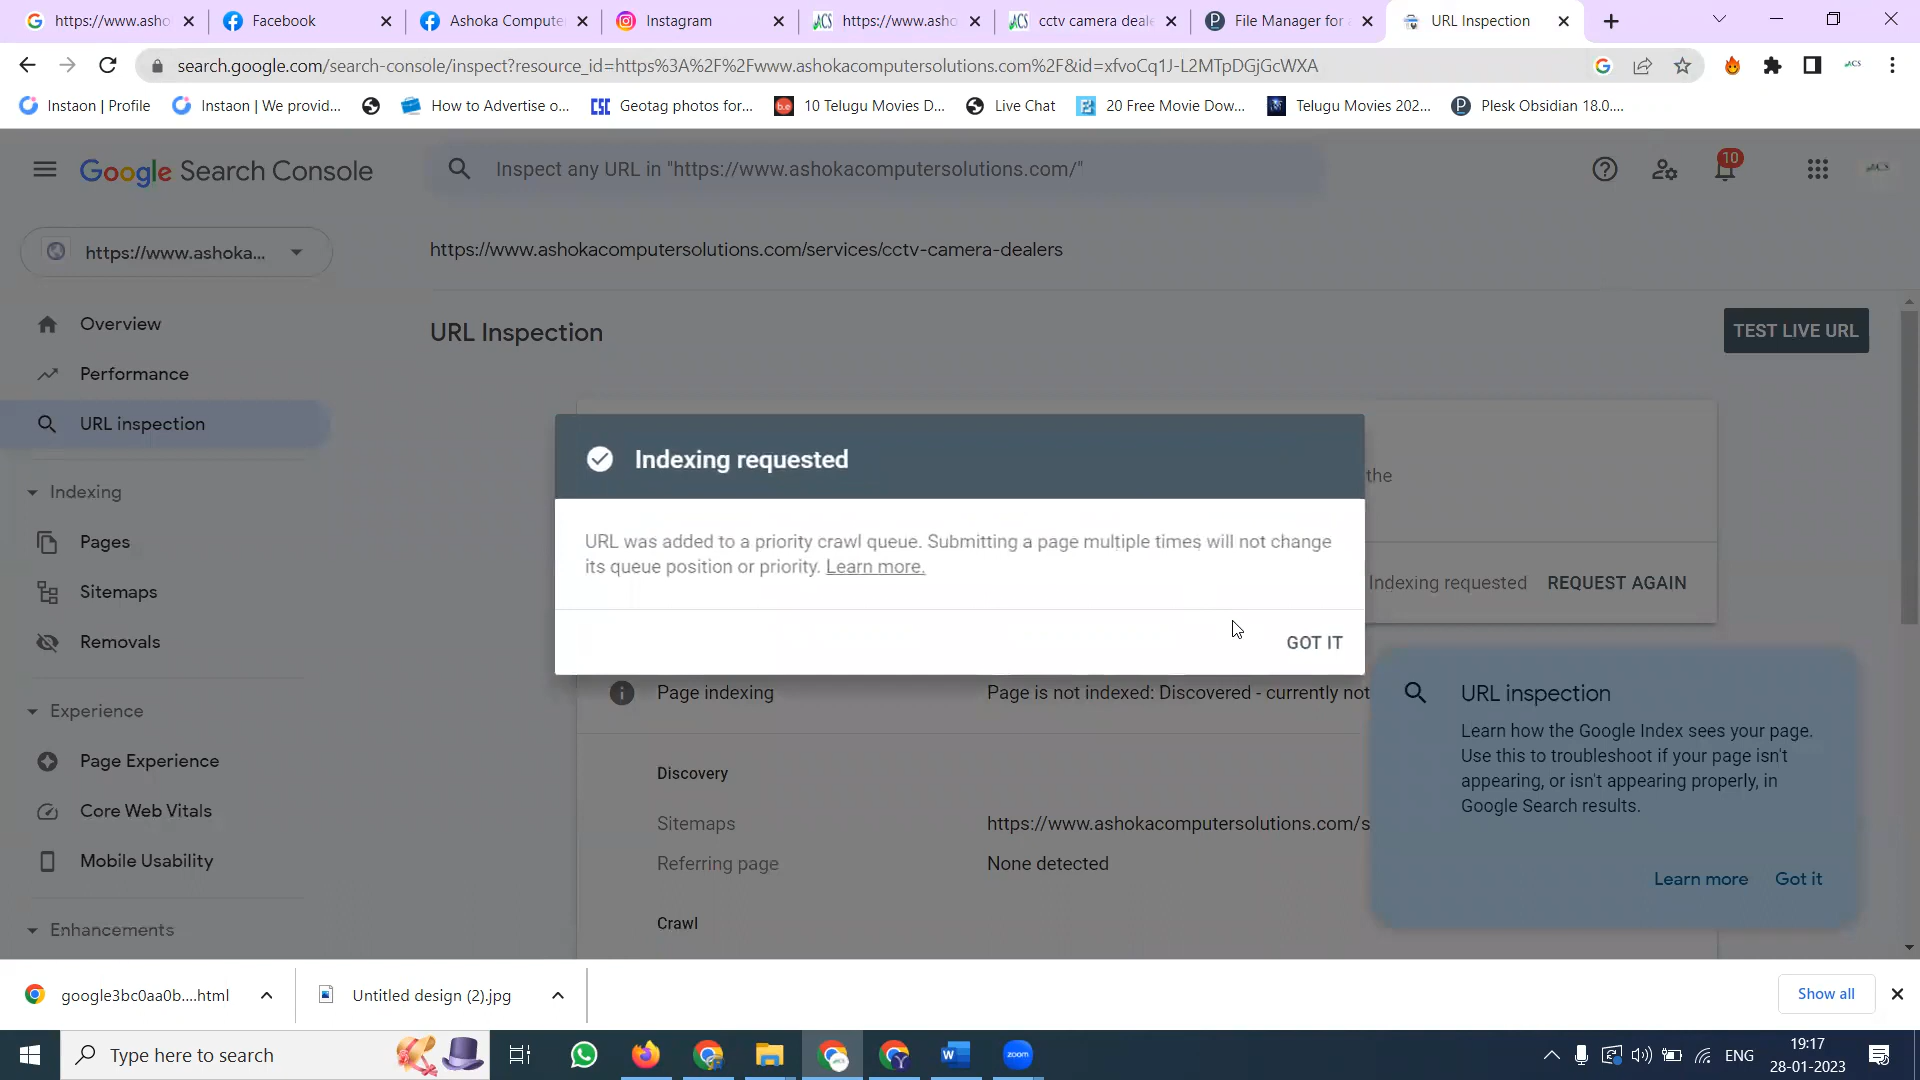 https://www.asho
Facebook
Ashoka Compute
Instagram
https://www.asho
cctv camera deale
File Manager for
URL Inspection
search.google.com/search-console/inspect?resource_id=https%3A%2F%2Fwww.ashokacomputersolutions.com%2F&id=xfvoCq1J-L2MTpDGjGcWXA
Instaon | Profile
Instaon | We provid...
How to Advertise o...
Geotag photos for...
10 Telugu Movies D...
Live Chat
20 Free Movie Dow...
Telugu Movies 202...
Plesk Obsidian 18.0....
Google Search Console
Inspect any URL in "https://www.ashokacomputersolutions.com/"
10
https://www.ashoka...
https://www.ashokacomputersolutions.com/services/cctv-camera-dealers
Overview
Performance
URL inspection
Indexing
Pages
Sitemaps
Removals
Experience
Page Experience
Core Web Vitals
Mobile Usability
Enhancements
URL Inspection
TEST LIVE URL
Indexing requested
the
URL was added to a priority crawl queue. Submitting a page multiple times will not change
its queue position or priority. Learn more.
GOT IT
Indexing requested
REQUEST AGAIN
Page indexing
Page is not indexed: Discovered - currently not
Discovery
Sitemaps
https://www.ashokacomputersolutions.com/s
Referring page
None detected
Crawl
URL inspection
Learn how the Google Index sees your page.
Use this to troubleshoot if your page isn't
appearing, or isn't appearing properly, in
Google Search results.
Learn more
Got it
google3bc0aa0b....html
Untitled design (2).jpg
Show all
Type here to search
zoom
ENG
19:17
28-01-2023